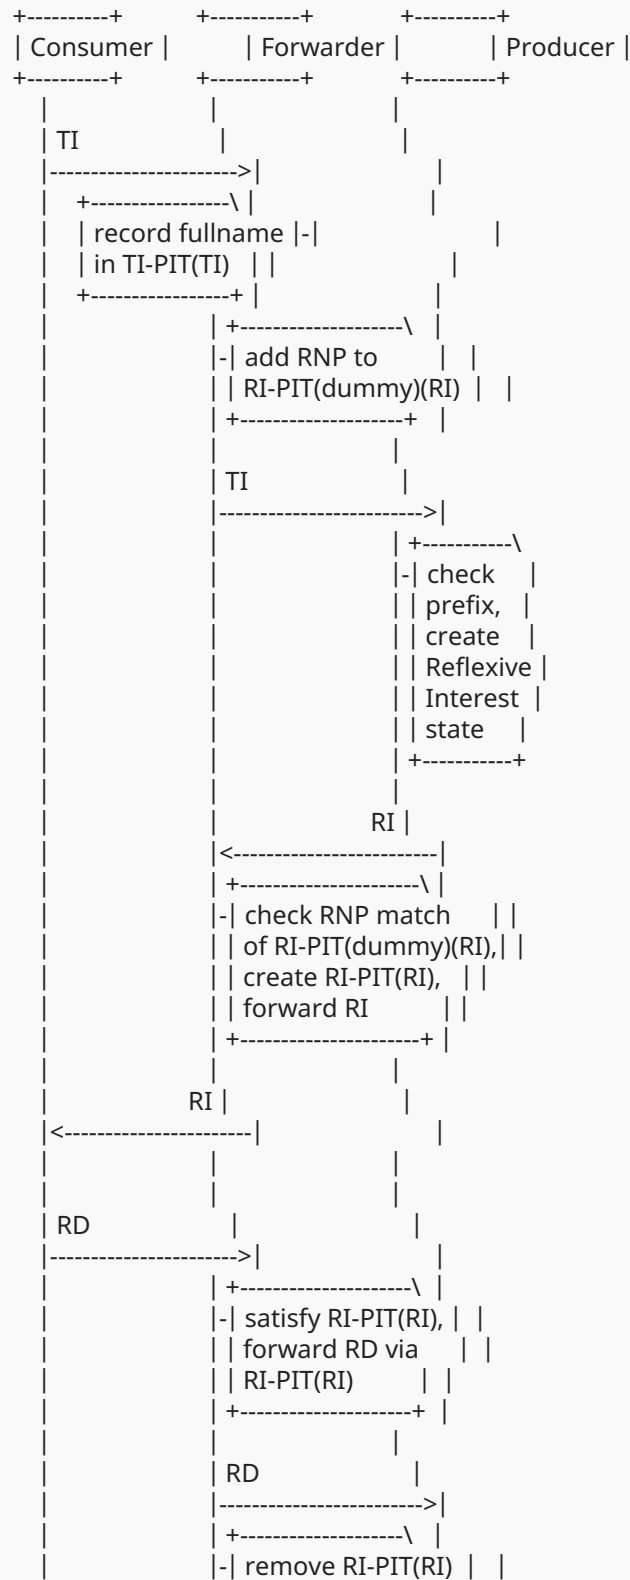 +----------+          +-----------+           +----------+
| Consumer |          | Forwarder |           | Producer |
+----------+          +-----------+           +----------+
     |                      |                        |
     | TI                   |                        |
     |----------------------->|                      |
     |    +-----------------\ |                      |
     |    | record fullname |-|                      |
     |    | in TI-PIT(TI)   | |                      |
     |    +-----------------+ |                      |
     |                      | +--------------------\ |
     |                      |-| add RNP to         | |
     |                      | | RI-PIT(dummy)(RI)  | |
     |                      | +--------------------+ |
     |                      |                        |
     |                      | TI                     |
     |                      |------------------------->|
     |                      |                        | +-----------\
     |                      |                        |-| check     |
     |                      |                        | | prefix,   |
     |                      |                        | | create    |
     |                      |                        | | Reflexive |
     |                      |                        | | Interest  |
     |                      |                        | | state     |
     |                      |                        | +-----------+
     |                      |                        |
     |                      |                     RI |
     |                      |<-------------------------|
     |                      | +----------------------\ |
     |                      |-| check RNP match      | |
     |                      | | of RI-PIT(dummy)(RI),| |
     |                      | | create RI-PIT(RI),   | |
     |                      | | forward RI           | |
     |                      | +----------------------+ |
     |                      |                        |
     |                   RI |                        |
     |<-----------------------|                      |
     |                      |                        |
     |                      |                        |
     | RD                   |                        |
     |----------------------->|                      |
     |                      | +---------------------\  |
     |                      |-| satisfy RI-PIT(RI), |  |
     |                      | | forward RD via      |  |
     |                      | | RI-PIT(RI)          |  |
     |                      | +---------------------+  |
     |                      |                        |
     |                      | RD                     |
     |                      |------------------------->|
     |                      | +--------------------\   |
     |                      |-| remove RI-PIT(RI)  |   |